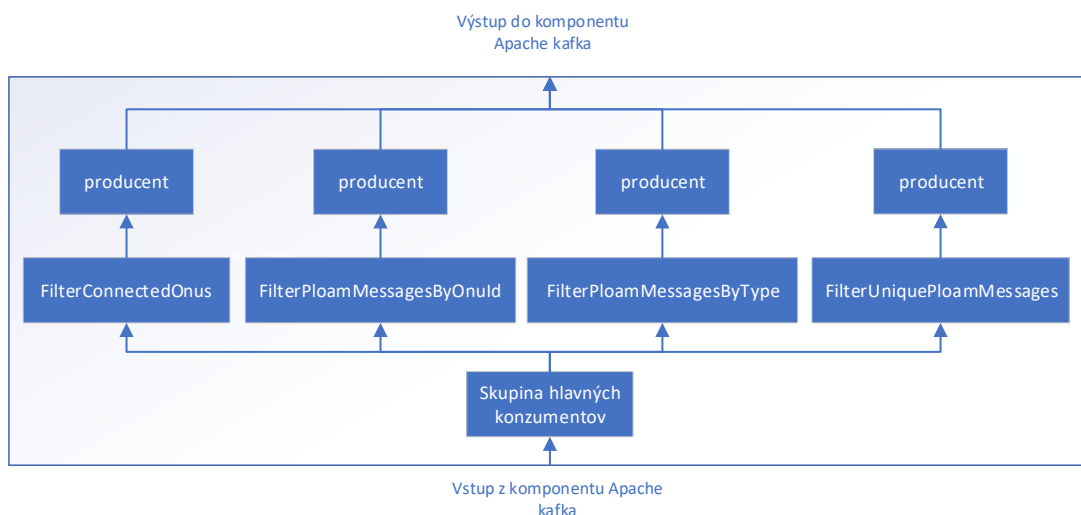 Výstup do komponentu
Apache kafka
producent
producent
producent
producent
FilterConnectedOnus
FilterPloamMessagesByOnuId
FilterPloamMessagesByType
FilterUniquePloamMessages
Skupina hlavných
konzumentov
Vstup z komponentu Apache
kafka